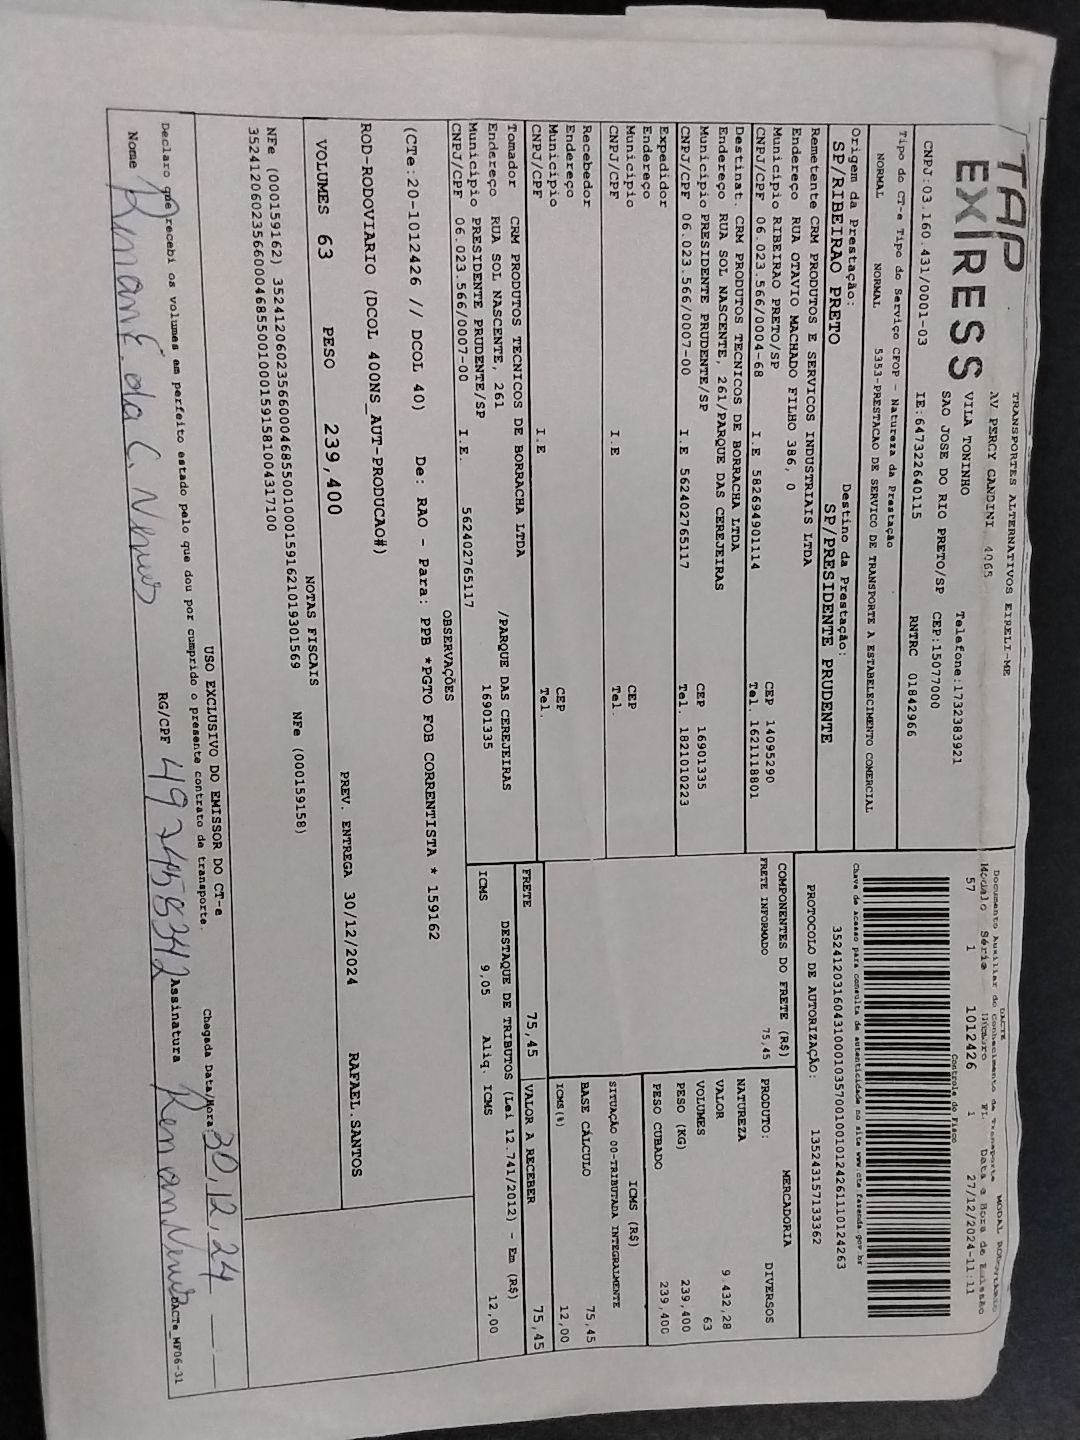 TRANSPORTES ALTERNATIVOS EIRELI-ME
TAP EXPRESS
AV PERCY GANDINI, 4065
VILA TONINHO
Telefone:1732383921
SAO JOSE DO RIO PRETO/SP CEP:15077000
CNPJ:03.160.431/0001-03 IE:647322640115 RNTRC 01842966
DACTE
Documento Auxiliar do Conhecimento de Transporte MODAL RODOVIARIO
Modelo Série Número FL Data e Hora de Emissão
57 1 1012426 1 27/12/2024-11:11
Controle do Fisco
Chave de acesso para consulta de autenticidade no site www.cte.fazenda.gov.br
PROTOCOLO DE AUTORIZAÇÃO: 135243157133362
Tipo do CT-e Tipo do Serviço CFOP - Natureza da Prestação
NORMAL NORMAL 5353-PRESTACAO DE SERVICO DE TRANSPORTE A ESTABELECIMENTO COMERCIAL
Origem da Prestação: Destino da Prestação:
SP/RIBEIRAO PRETO SP/PRESIDENTE PRUDENTE
Remetente CRM PRODUTOS E SERVICOS INDUSTRIAIS LTDA
Endereço RUA OTAVIO MACHADO FILHO 386, 0
Município RIBEIRAO PRETO/SP CEP 14095290
CNPJ/CPF 06.023.566/0004-68 I.E 582694901114 Tel. 1621118801
Destinat. CRM PRODUTOS TECNICOS DE BORRACHA LTDA
Endereço RUA SOL NASCENTE, 261/PARQUE DAS CEREJEIRAS
Município PRESIDENTE PRUDENTE/SP CEP 16901335
CNPJ/CPF 06.023.566/0007-00 I.E 562402765117 Tel. 1821010223
Expedidor
Endereço
Município CEP
CNPJ/CPF I.E Tel.
Recebedor
Endereço
Município CEP
CNPJ/CPF I.E Tel.
Tomador CRM PRODUTOS TECNICOS DE BORRACHA LTDA
Endereço RUA SOL NASCENTE, 261 /PARQUE DAS CEREJEIRAS
Município PRESIDENTE PRUDENTE/SP 16901335
CNPJ/CPF 06.023.566/0007-00 I.E. 562402765117
COMPONENTES DO FRETE (R$)
FRETE INFORMADO 75,45
MERCADORIA
PRODUTO: DIVERSOS
NATUREZA
VALOR 9.432,28
VOLUMES 63
PESO (KG) 239,400
PESO CUBADO 239,400
ICMS (R$)
SITUAÇÃO 00-TRIBUTADA INTEGRALMENTE
BASE CÁLCULO 75,45
ICMS(%) 12,00
FRETE 75,45 VALOR A RECEBER 75,45
DESTAQUE DE TRIBUTOS (Lei 12.741/2012) - Em (R$)
ICMS 9,05 Aliq. ICMS 12,00
OBSERVAÇÕES
(CTe:20-1012426 // DCOL 40) De: RAO - Para: PPB *PGTO FOB CORRENTISTA * 159162
ROD-RODOVIARIO (DCOL 400NS_AUT-PRODUCAO#)
PREV. ENTREGA 30/12/2024 RAFAEL.SANTOS
VOLUMES 63 PESO 239,400
NOTAS FISCAIS
NFe (000159162) 35241206023566000468550010001591621019301569 NFe (000159158)
35241206023566000468550010001591581004317100
USO EXCLUSIVO DO EMISSOR DO CT-e
Declaro que recebi os volumes em perfeito estado pelo que dou por cumprido o presente contrato de transporte.
Chegada Data/Hora: 30,12,24
Nome RG/CPF Assinatura
DACTe_MF06-31